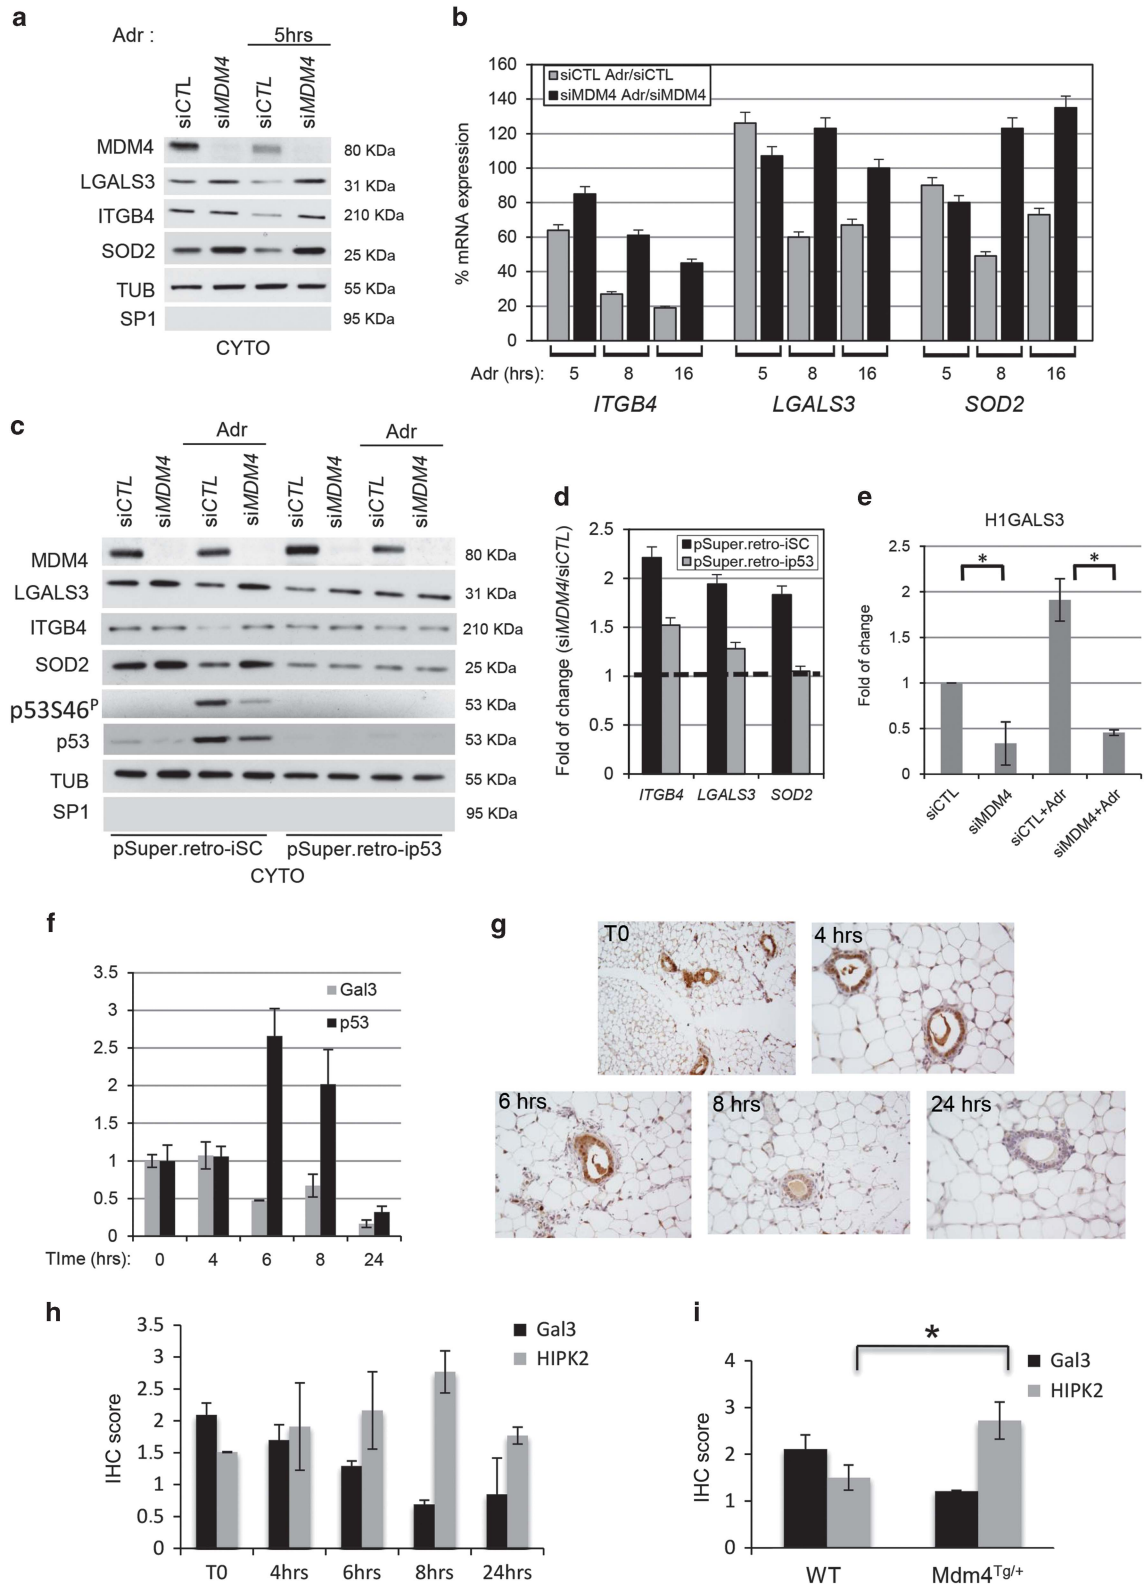 a
Adr :
5hrs
siCTL
siMDM4
siCTL
siMDM4
MDM4
80 KDa
LGALS3
31 KDa
ITGB4
210 KDa
SOD2
25 KDa
TUB
55 KDa
SP1
95 KDa
CYTO
b
160
140
120
100
80
60
40
20
0
% mRNA expression
siCTL Adr/siCTL
siMDM4 Adr/siMDM4
Adr (hrs):
5 8 16 5 8 16 5 8 16
ITGB4 LGALS3 SOD2
c
Adr Adr
siCTL
siMDM4
siCTL
siMDM4
siCTL
siMDM4
siCTL
siMDM4
MDM4
80 KDa
LGALS3
31 KDa
ITGB4
210 KDa
SOD2
25 KDa
p53S46ᴾ
53 KDa
p53
53 KDa
TUB
55 KDa
SP1
95 KDa
pSuper.retro-iSC pSuper.retro-ip53
CYTO
d
2.5
2
1.5
1
0.5
0
Fold of change (siMDM4/siCTL)
pSuper.retro-iSC
pSuper.retro-ip53
ITGB4 LGALS3 SOD2
e
H1GALS3
2.5
2
1.5
1
0.5
0
Fold of change
* *
siCTL
siMDM4
siCTL+Adr
siMDM4+Adr
f
3.5
3
2.5
2
1.5
1
0.5
0
Gal3
p53
TIme (hrs): 0 4 6 8 24
g
T0
4 hrs
6 hrs
8 hrs
24 hrs
h
3.5
3
2.5
2
1.5
1
0.5
0
IHC score
Gal3
HIPK2
T0 4hrs 6hrs 8hrs 24hrs
i
*
4
3
2
1
0
IHC score
Gal3
HIPK2
WT Mdm4ᵀᵍ/⁺